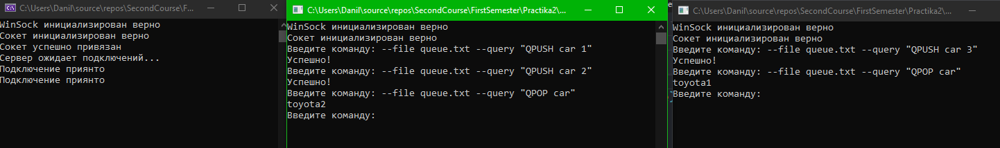 C:\Users\Danil\source\repos\SecondCourse\F...
WinSock инициализирован верно
Сокет инициализирован верно
Сокет успешно привязан
Сервер ожидает подключений...
Подключение приянто
Подключение приянто
C:\Users\Danil\source\repos\SecondCourse\FirstSemester\Practika2\...
WinSock инициализирован верно
Сокет инициализирован верно
Введите команду: --file queue.txt --query "QPUSH car 1"
Успешно!
Введите команду: --file queue.txt --query "QPUSH car 2"
Успешно!
Введите команду: --file queue.txt --query "QPOP car"
toyota2
Введите команду:
C:\Users\Danil\source\repos\SecondCourse\FirstSemester\Practika2\...
WinSock инициализирован верно
Сокет инициализирован верно
Введите команду: --file queue.txt --query "QPUSH car 3"
Успешно!
Введите команду: --file queue.txt --query "QPOP car"
toyota1
Введите команду: